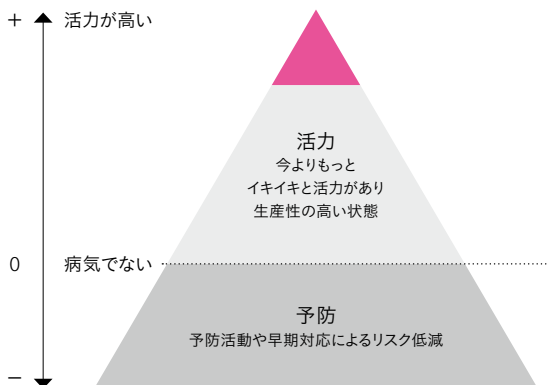 + 活力が高い
活力
今よりもっと
イキイキと活力があり
生産性の高い状態
0 病気でない
予防
予防活動や早期対応によるリスク低減
−